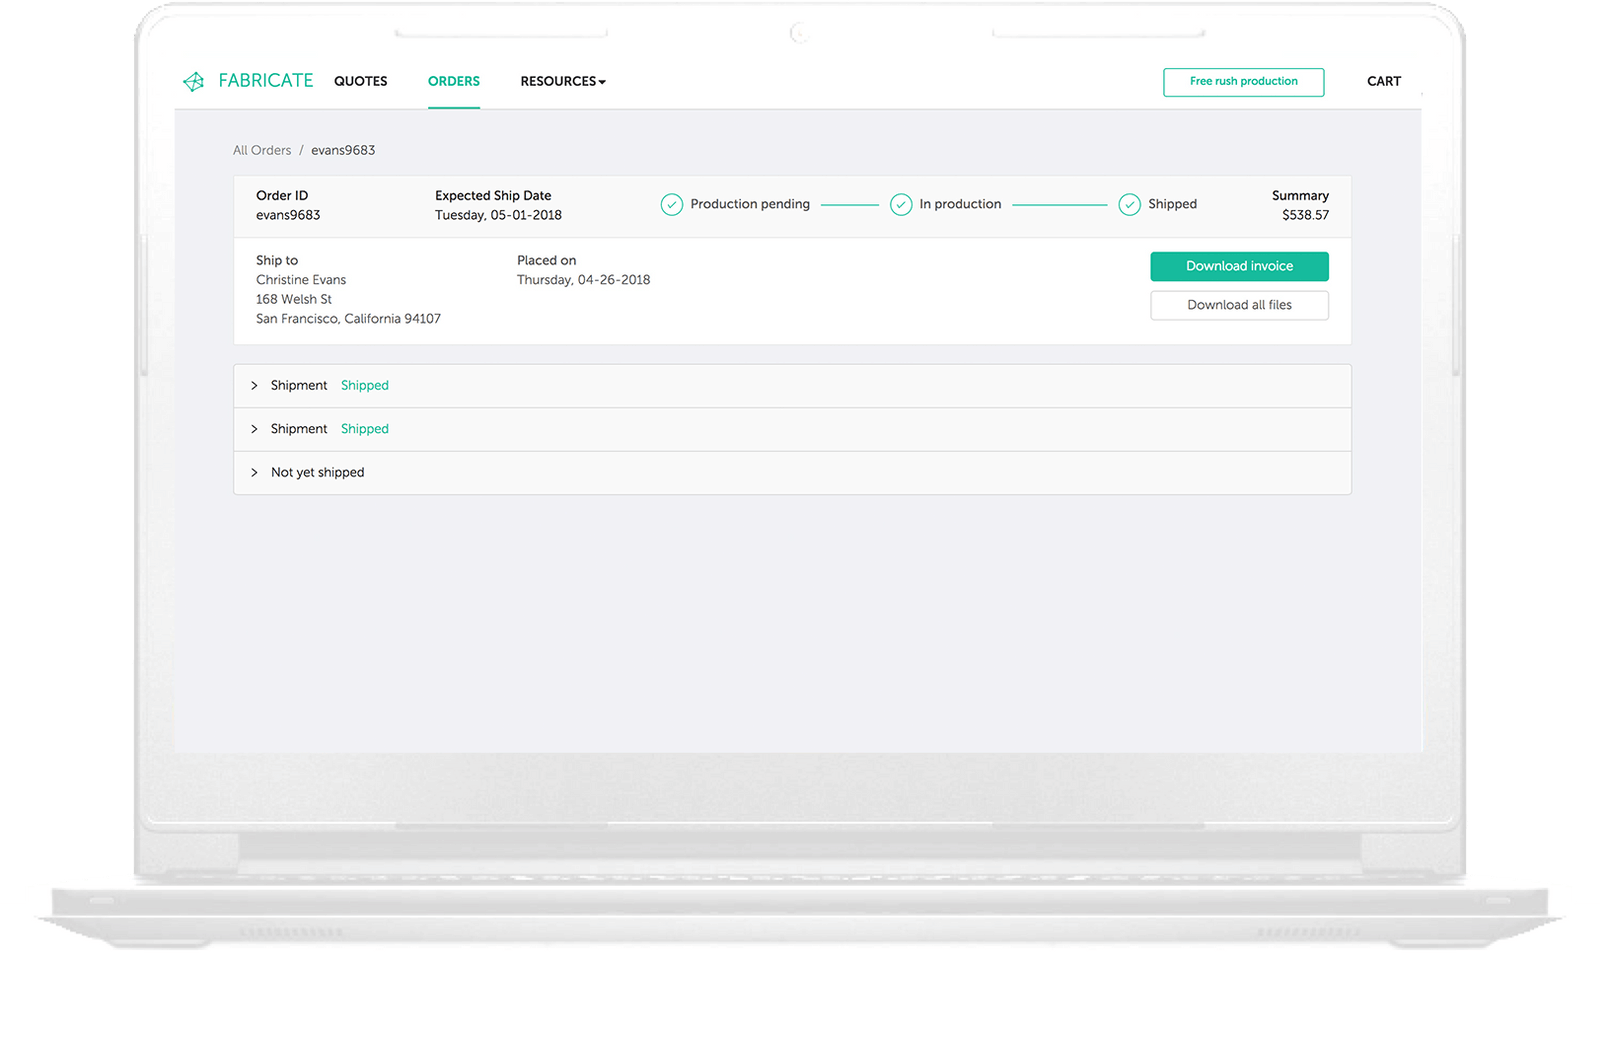 FABRICATE QUOTES ORDERS RESOURCES Free rush production CART
All Orders / evans9683
Order ID
evans9683
Expected Ship Date
Tuesday, 05-01-2018
Production pending In production Shipped
Summary
$538.57
Ship to
Christine Evans
168 Welsh St
San Francisco, California 94107
Placed on
Thursday, 04-26-2018
Download invoice
Download all files
Shipment Shipped
Shipment Shipped
Not yet shipped